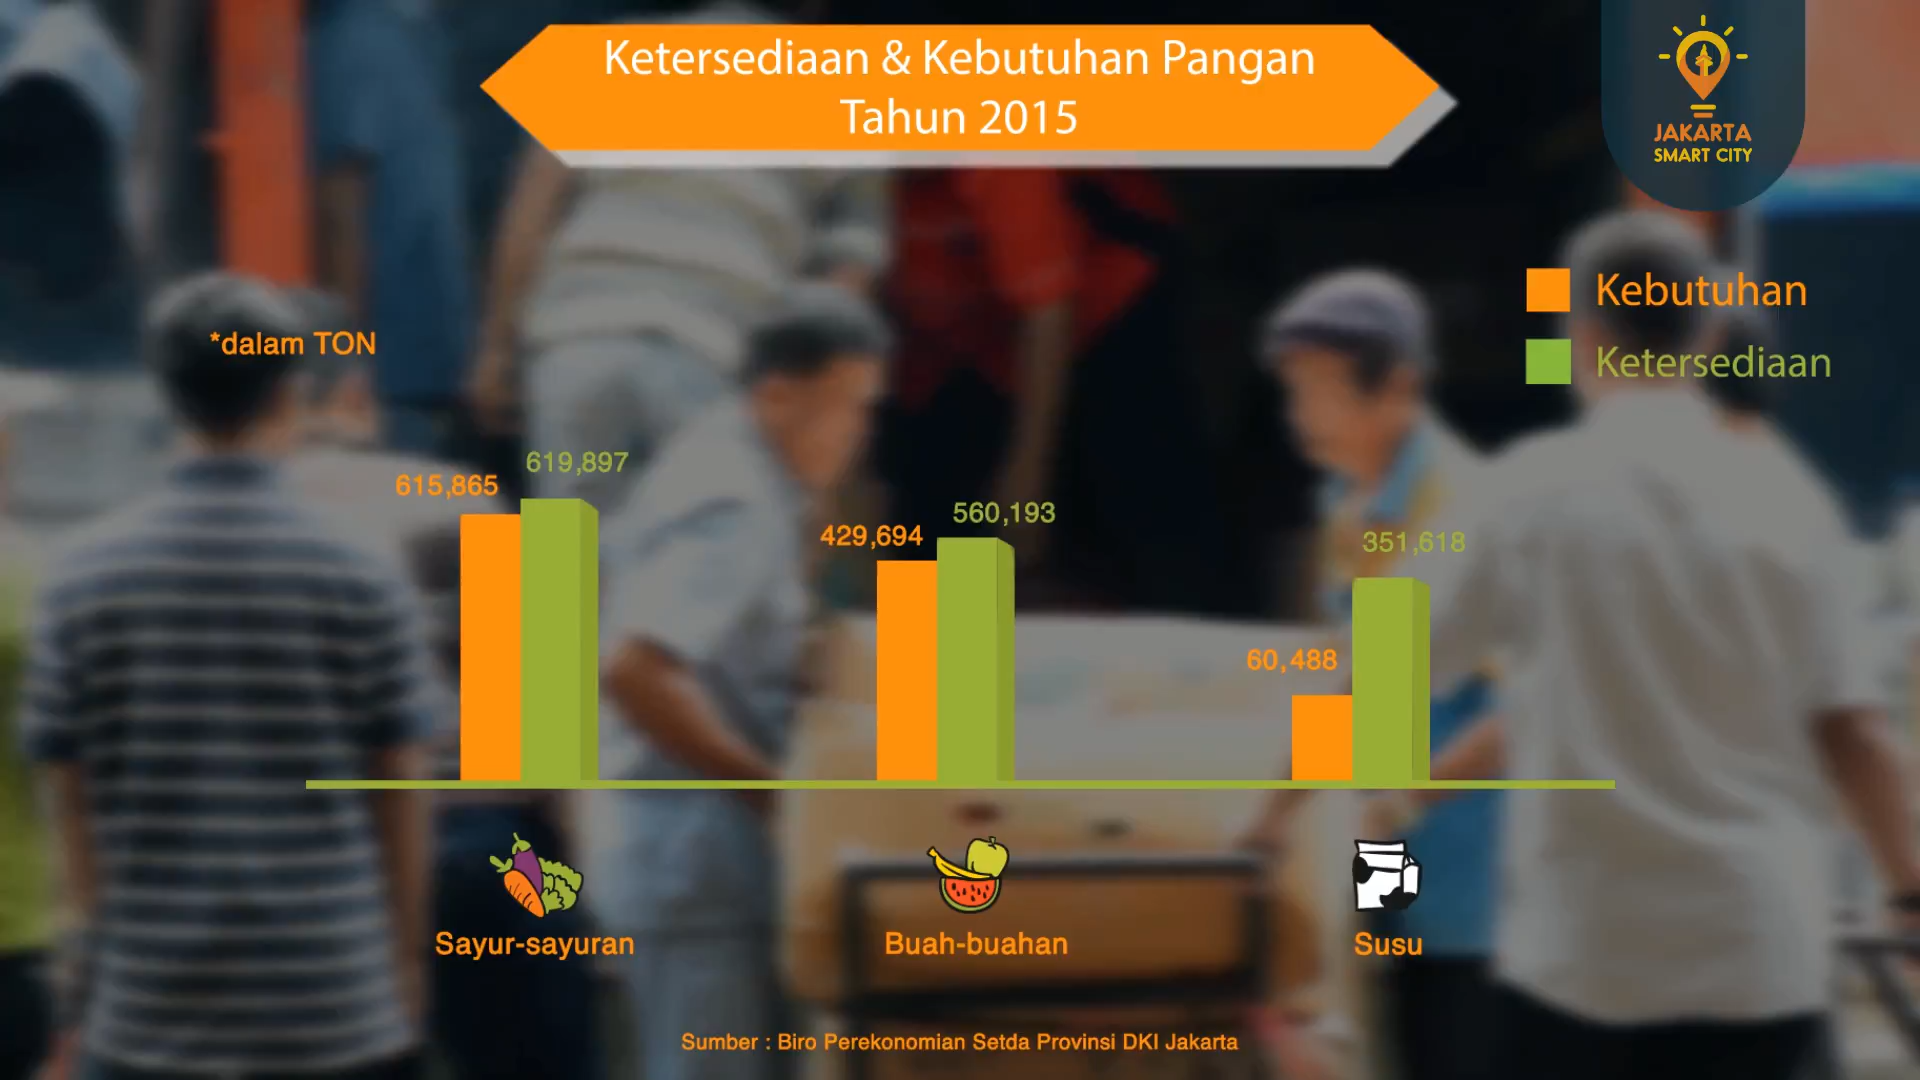 Ketersediaan & Kebutuhan Pangan
Tahun 2015
JAKARTA
SMART CITY
Kebutuhan
Ketersediaan
*dalam TON
615,865
619,897
429,694
560,193
60,488
351,618
Sayur-sayuran
Buah-buahan
Susu
Sumber : Biro Perekonomian Setda Provinsi DKI Jakarta